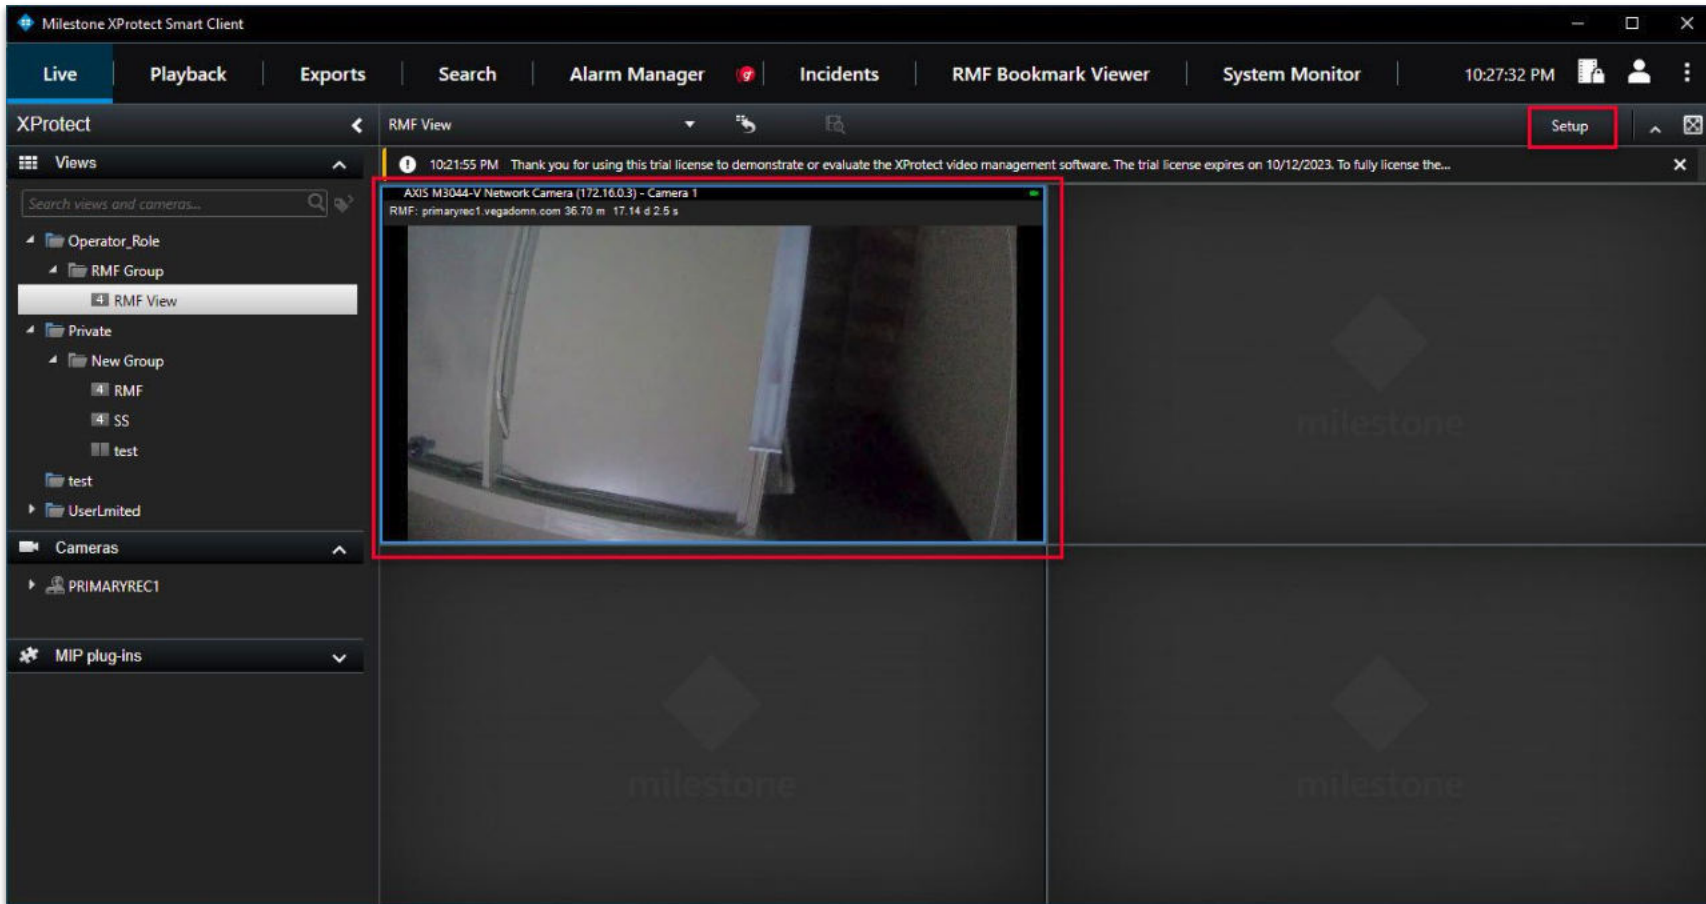 Milestone XProtect Smart Client
Live Playback Exports Search Alarm Manager Incidents RMF Bookmark Viewer System Monitor 10:27:32 PM
XProtect
RMF View
Setup
Views
10:21:55 PM Thank you for using this trial license to demonstrate or evaluate the XProtect video management software. The trial license expires on 10/12/2023. To fully license the...
Search views and cameras...
AXIS M3044-V Network Camera (172.16.0.3) - Camera 1
RMF: primaryrec1.vegadomn.com 36.70 m 17.14 d 2.5 s
Operator_Role
RMF Group
4 RMF View
Private
New Group
4 RMF
4 SS
test
test
UserLmited
Cameras
PRIMARYREC1
MIP plug-ins
milestone
milestone
milestone